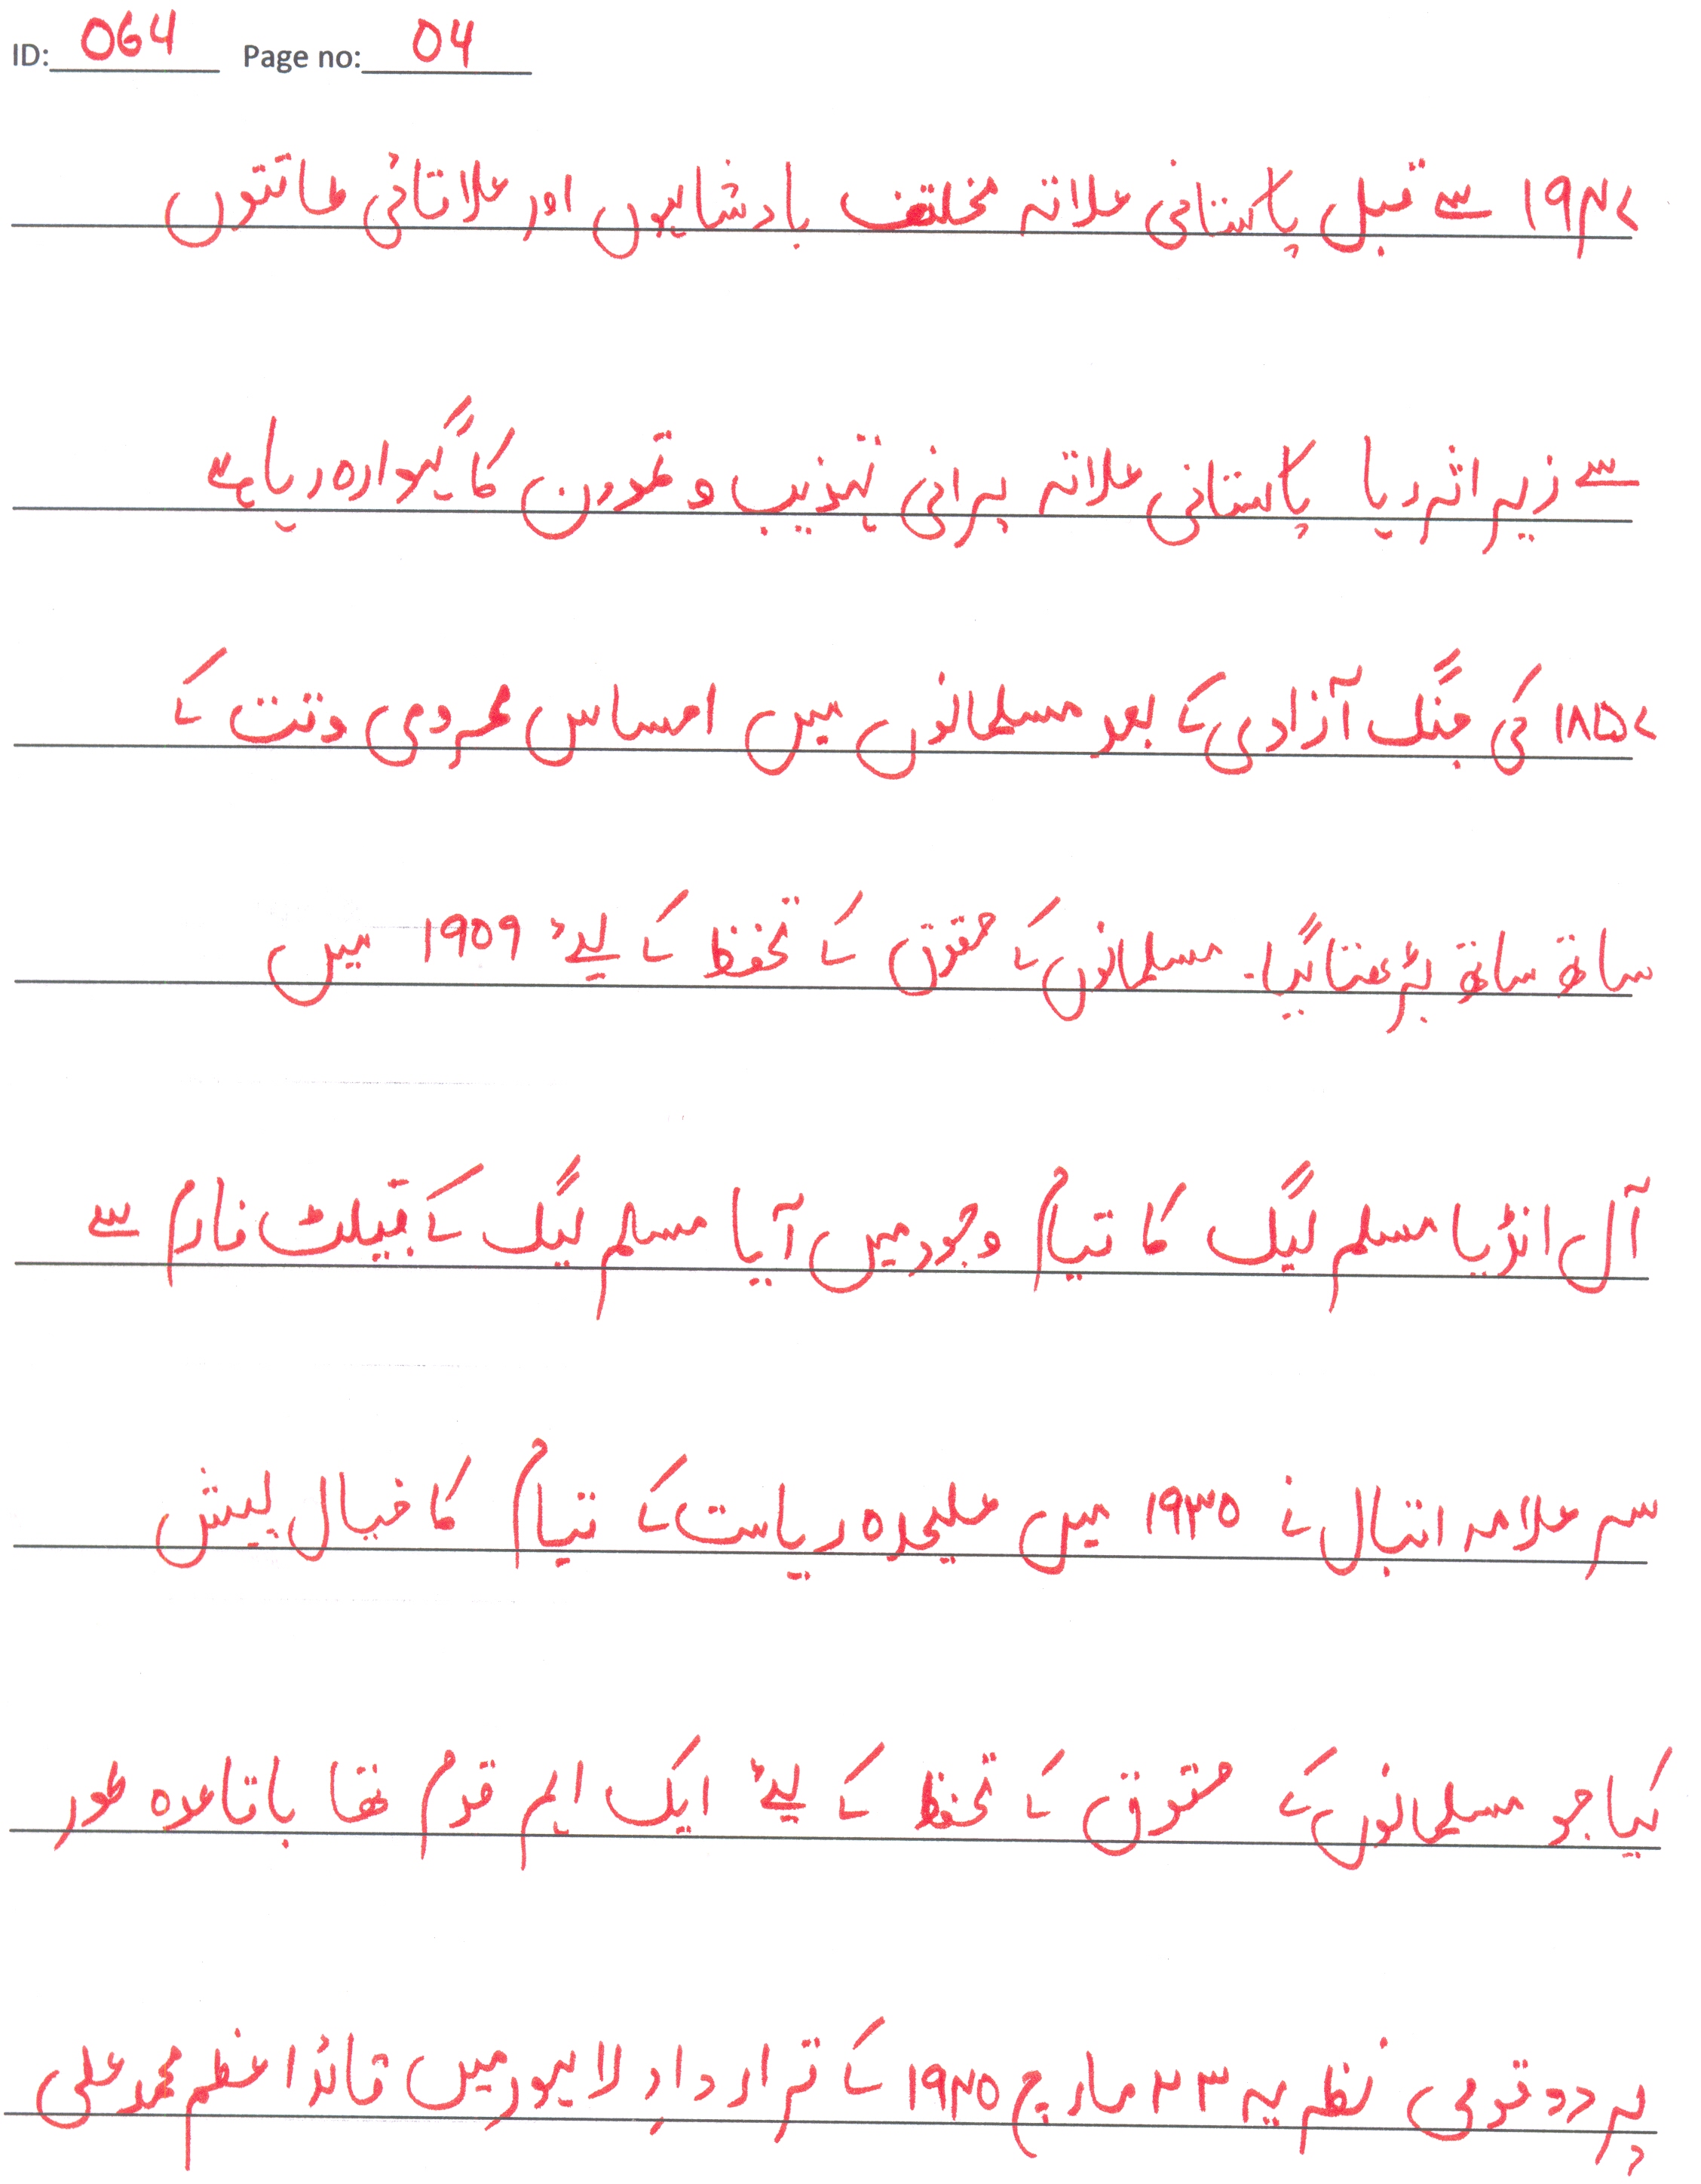 ID: 064 Page no: 04
۱۹۴۷ سے قبل پاکستانی علاقہ مختلف بادشاہوں اور علاقائی طاقتوں
سے زیر اثر رہا پاکستانی علاقہ پرانی تہذیب و تمدن کا گہوارہ رہا ہے
۱۸۵۷ کی جنگ آزادی کے بعد مسلمانوں میں احساس محرومی وقت کے
ساتھ ساتھ بڑھتا گیا۔ مسلمانوں کے حقوق کے تحفظ کے لیئے ۱۹۰۹ میں
آل انڈیا مسلم لیگ کا قیام وجود میں آیا مسلم لیگ کے پلیٹ فارم سے
سر علامہ اقبال نے ۱۹۳۰ میں علیحدہ ریاست کے قیام کا خیال پیش
کیا جو مسلمانوں کے حقوق کے تحفظ کے لیئے ایک اہم قدم تھا باقاعدہ طور
پر دو قومی نظریہ ۲۳ مارچ ۱۹۴۰ کے قراردادِ لاہور میں قائداعظم محمد علی